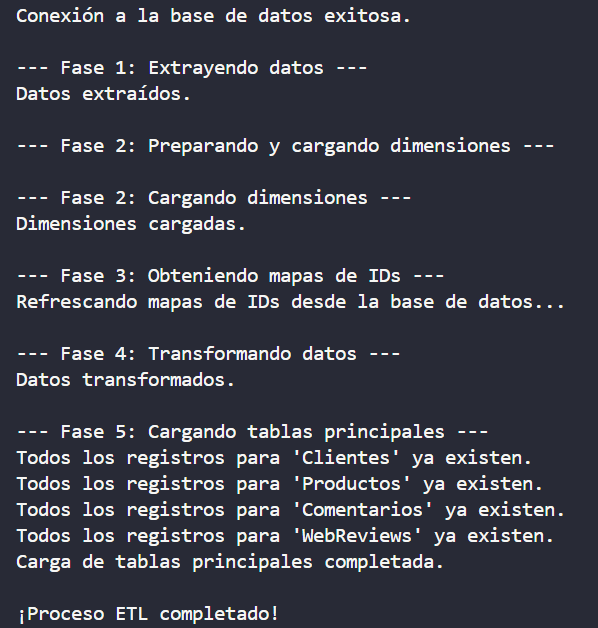 Conexión a la base de datos exitosa.
--- Fase 1: Extrayendo datos ---
Datos extraídos.
--- Fase 2: Preparando y cargando dimensiones ---
--- Fase 2: Cargando dimensiones ---
Dimensiones cargadas.
--- Fase 3: Obteniendo mapas de IDs ---
Refrescando mapas de IDs desde la base de datos...
--- Fase 4: Transformando datos ---
Datos transformados.
--- Fase 5: Cargando tablas principales ---
Todos los registros para 'Clientes' ya existen.
Todos los registros para 'Productos' ya existen.
Todos los registros para 'Comentarios' ya existen.
Todos los registros para 'WebReviews' ya existen.
Carga de tablas principales completada.
¡Proceso ETL completado!